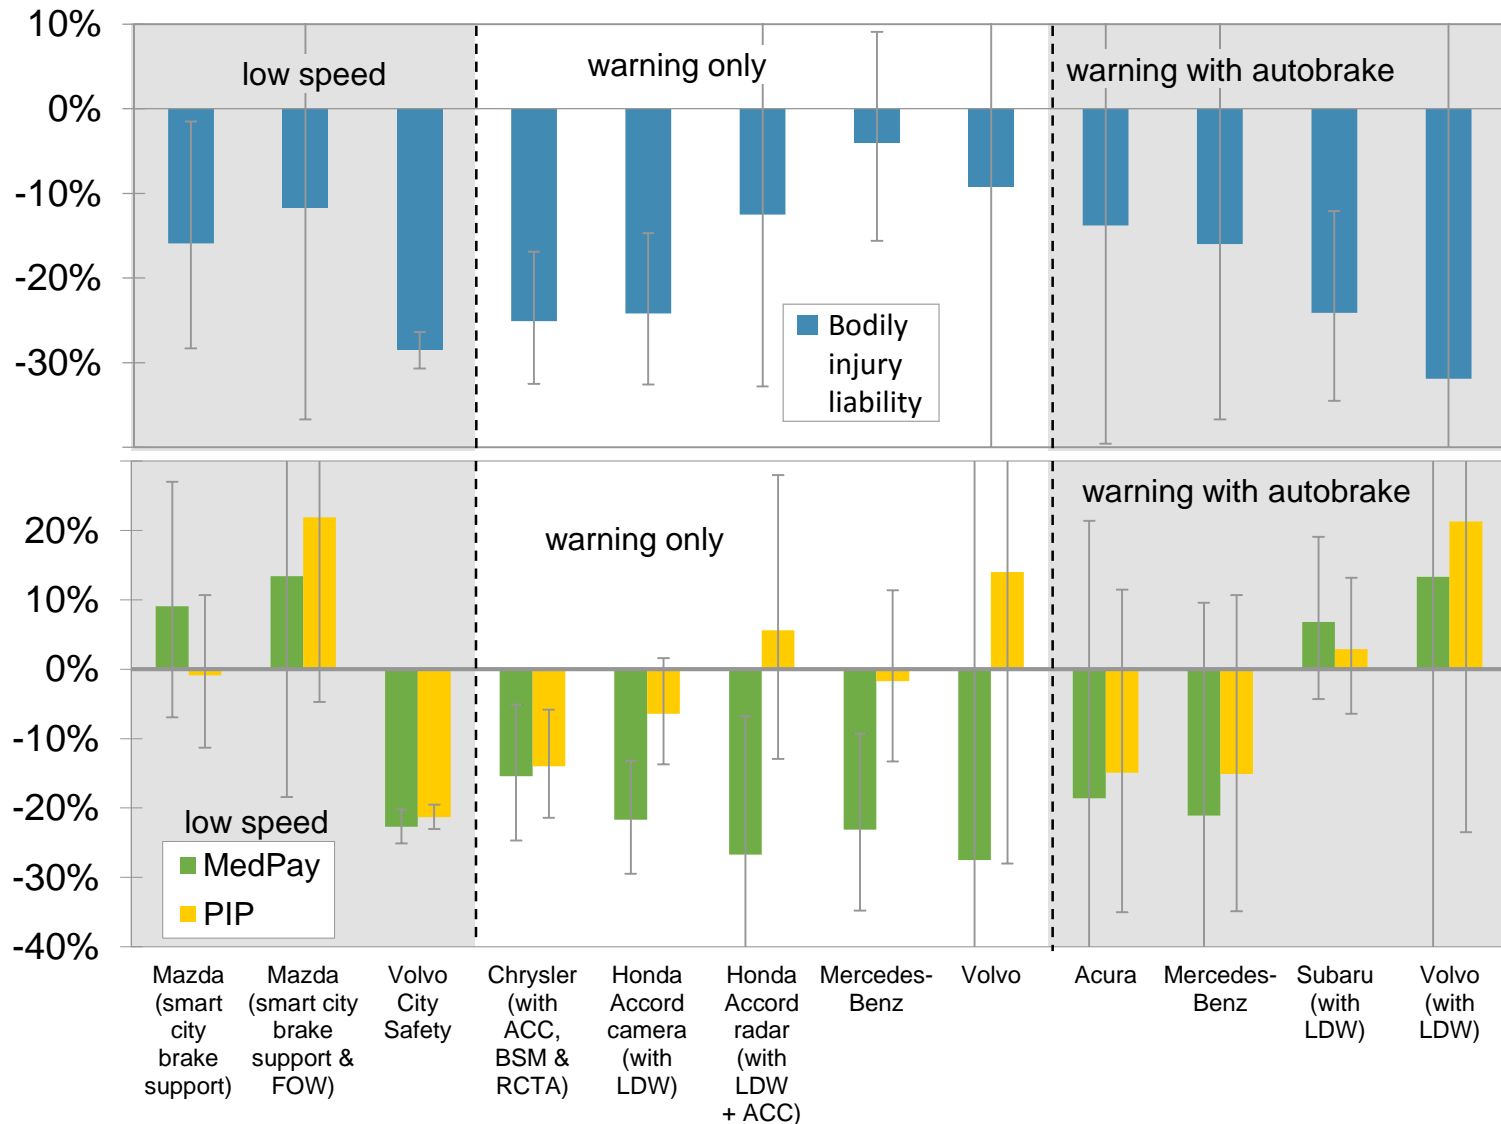 10%
0%
-10%
-20%
-30%
low speed
warning only
warning with autobrake
Bodily
injury
liability
20%
10%
0%
-10%
-20%
-30%
-40%
warning with autobrake
warning only
low speed
MedPay
PIP
Mazda
(smart
city
brake
support)
Mazda
(smart city
brake
support &
FOW)
Volvo
City
Safety
Chrysler
(with
ACC,
BSM &
RCTA)
Honda
Accord
camera
(with
LDW)
Honda
Accord
radar
(with
LDW
+ ACC)
Mercedes-
Benz
Volvo
Acura
Mercedes-
Benz
Subaru
(with
LDW)
Volvo
(with
LDW)